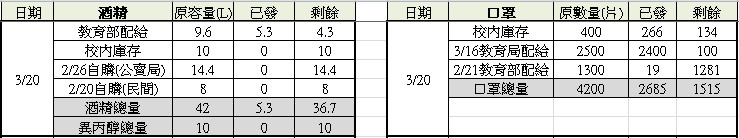 日期 酒精 原容量(L) 已發 剩餘
3/20 教育部配給 9.6 5.3 4.3
校內庫存 10 0 10
2/26自購(公賣局) 14.4 0 14.4
2/20自購(民間) 8 0 8
酒精總量 42 5.3 36.7
異丙醇總量 10 0 10
日期 口罩 原數量(片) 已發 剩餘
3/20 校內庫存 400 266 134
3/16教育局配給 2500 2400 100
2/21教育部配給 1300 19 1281
口罩總量 4200 2685 1515